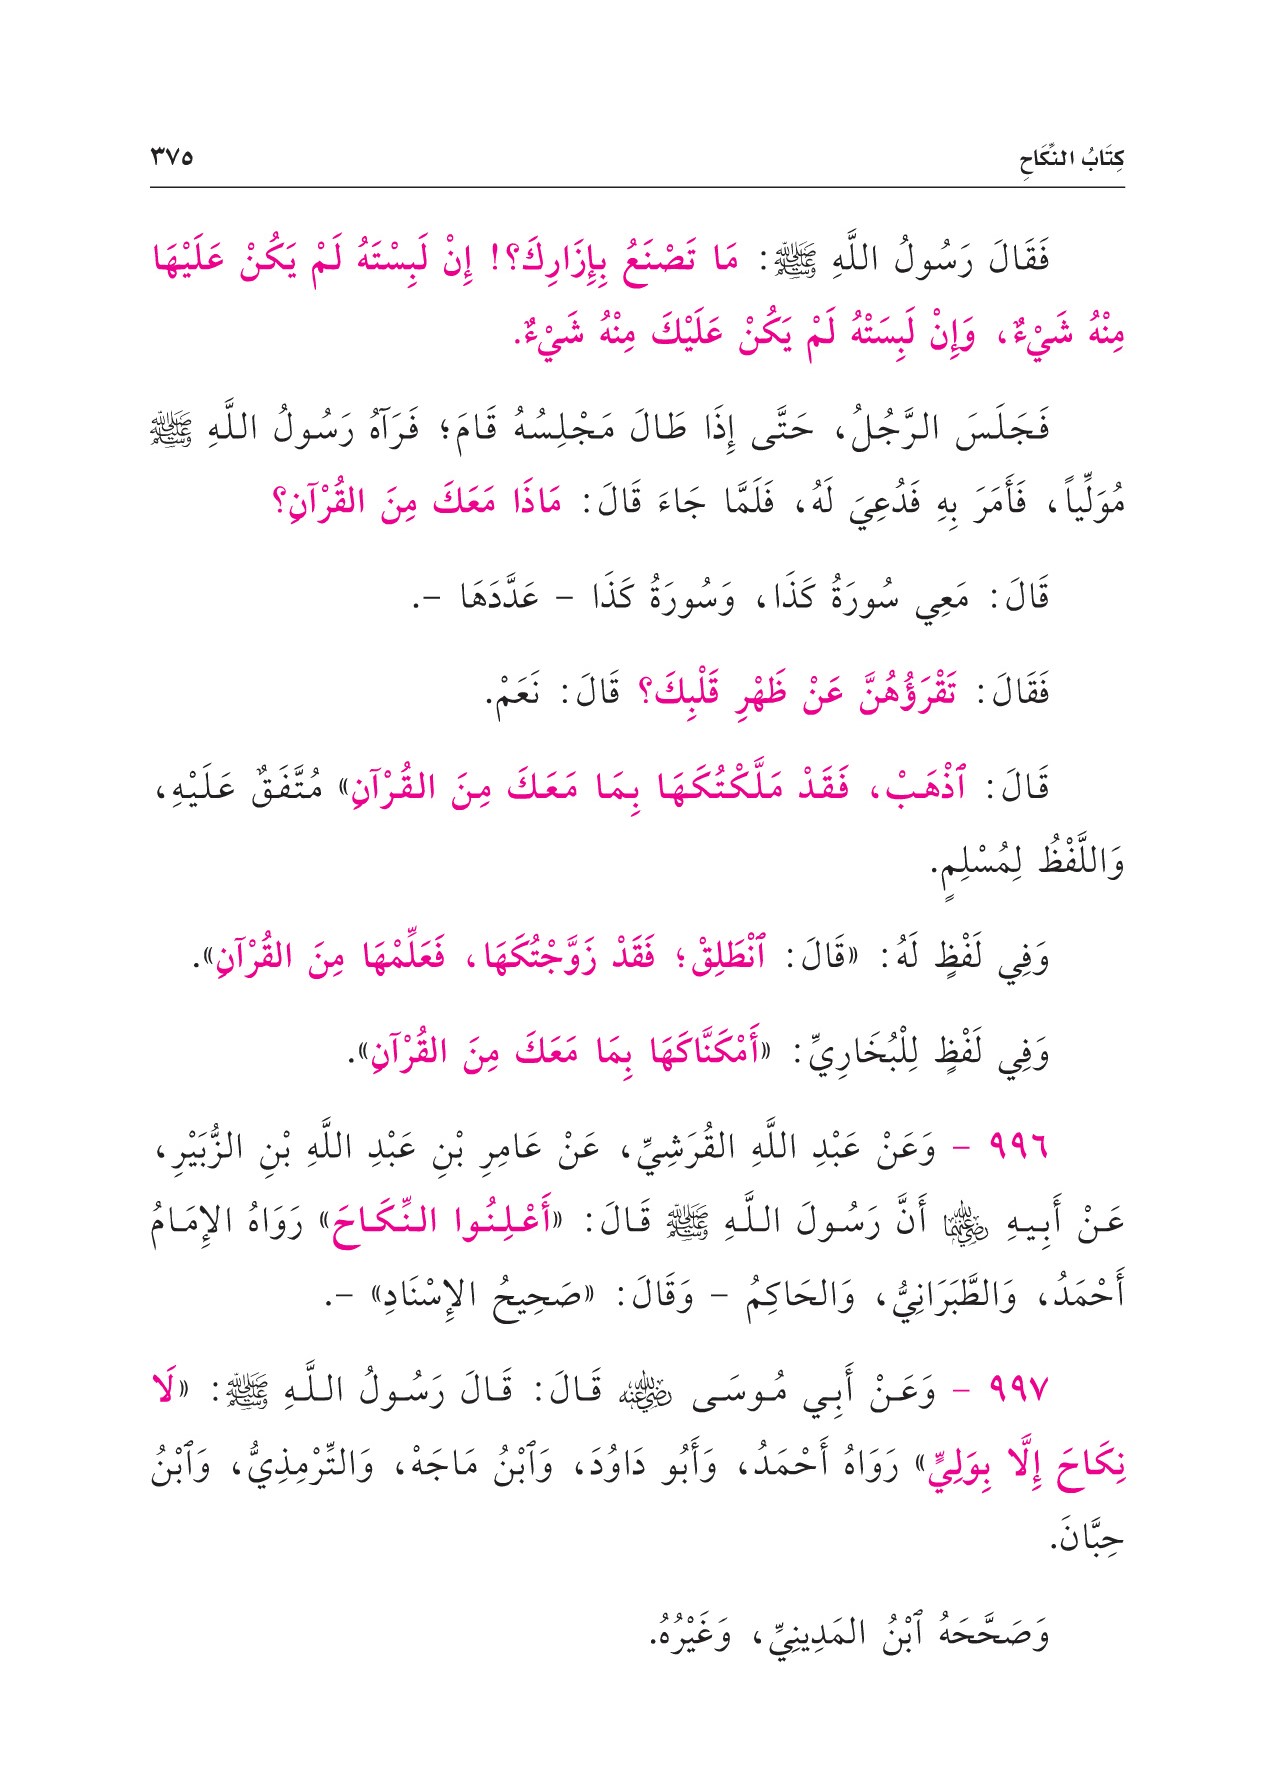 كِتَابُ النِّكَاحِ ٣٧٥
فَقَالَ رَسُولُ اللَّهِ ﷺ: مَا تَصْنَعُ بِإِزَارِكَ؟! إِنْ لَبِسْتَهُ لَمْ يَكُنْ عَلَيْهَا
مِنْهُ شَيْءٌ، وَإِنْ لَبِسَتْهُ لَمْ يَكُنْ عَلَيْكَ مِنْهُ شَيْءٌ.
فَجَلَسَ الرَّجُلُ، حَتَّى إِذَا طَالَ مَجْلِسُهُ قَامَ؛ فَرَآهُ رَسُولُ اللَّهِ ﷺ
مُوَلِّياً، فَأَمَرَ بِهِ فَدُعِيَ لَهُ، فَلَمَّا جَاءَ قَالَ: مَاذَا مَعَكَ مِنَ القُرْآنِ؟
قَالَ: مَعِي سُورَةُ كَذَا، وَسُورَةُ كَذَا – عَدَّدَهَا –.
فَقَالَ: تَقْرَؤُهُنَّ عَنْ ظَهْرِ قَلْبِكَ؟ قَالَ: نَعَمْ.
قَالَ: ٱذْهَبْ، فَقَدْ مَلَّكْتُكَهَا بِمَا مَعَكَ مِنَ القُرْآنِ» مُتَّفَقٌ عَلَيْهِ،
وَاللَّفْظُ لِمُسْلِمٍ.
وَفِي لَفْظٍ لَهُ: «قَالَ: ٱنْطَلِقْ؛ فَقَدْ زَوَّجْتُكَهَا، فَعَلِّمْهَا مِنَ القُرْآنِ».
وَفِي لَفْظٍ لِلْبُخَارِيِّ: «أَمْكَنَّاكَهَا بِمَا مَعَكَ مِنَ القُرْآنِ».
٩٩٦ – وَعَنْ عَبْدِ اللَّهِ القُرَشِيِّ، عَنْ عَامِرِ بْنِ عَبْدِ اللَّهِ بْنِ الزُّبَيْرِ،
عَنْ أَبِيهِ رضي الله عنهما أَنَّ رَسُولَ اللَّهِ ﷺ قَالَ: «أَعْلِنُوا النِّكَاحَ» رَوَاهُ الإِمَامُ
أَحْمَدُ، وَالطَّبَرَانِيُّ، وَالحَاكِمُ – وَقَالَ: «صَحِيحُ الإِسْنَادِ» –.
٩٩٧ – وَعَنْ أَبِي مُوسَى رضي الله عنه قَالَ: قَالَ رَسُولُ اللَّهِ ﷺ: «لَا
نِكَاحَ إِلَّا بِوَلِيٍّ» رَوَاهُ أَحْمَدُ، وَأَبُو دَاوُدَ، وَٱبْنُ مَاجَهْ، وَالتِّرْمِذِيُّ، وَٱبْنُ
حِبَّانَ.
وَصَحَّحَهُ ٱبْنُ المَدِينِيِّ، وَغَيْرُهُ.